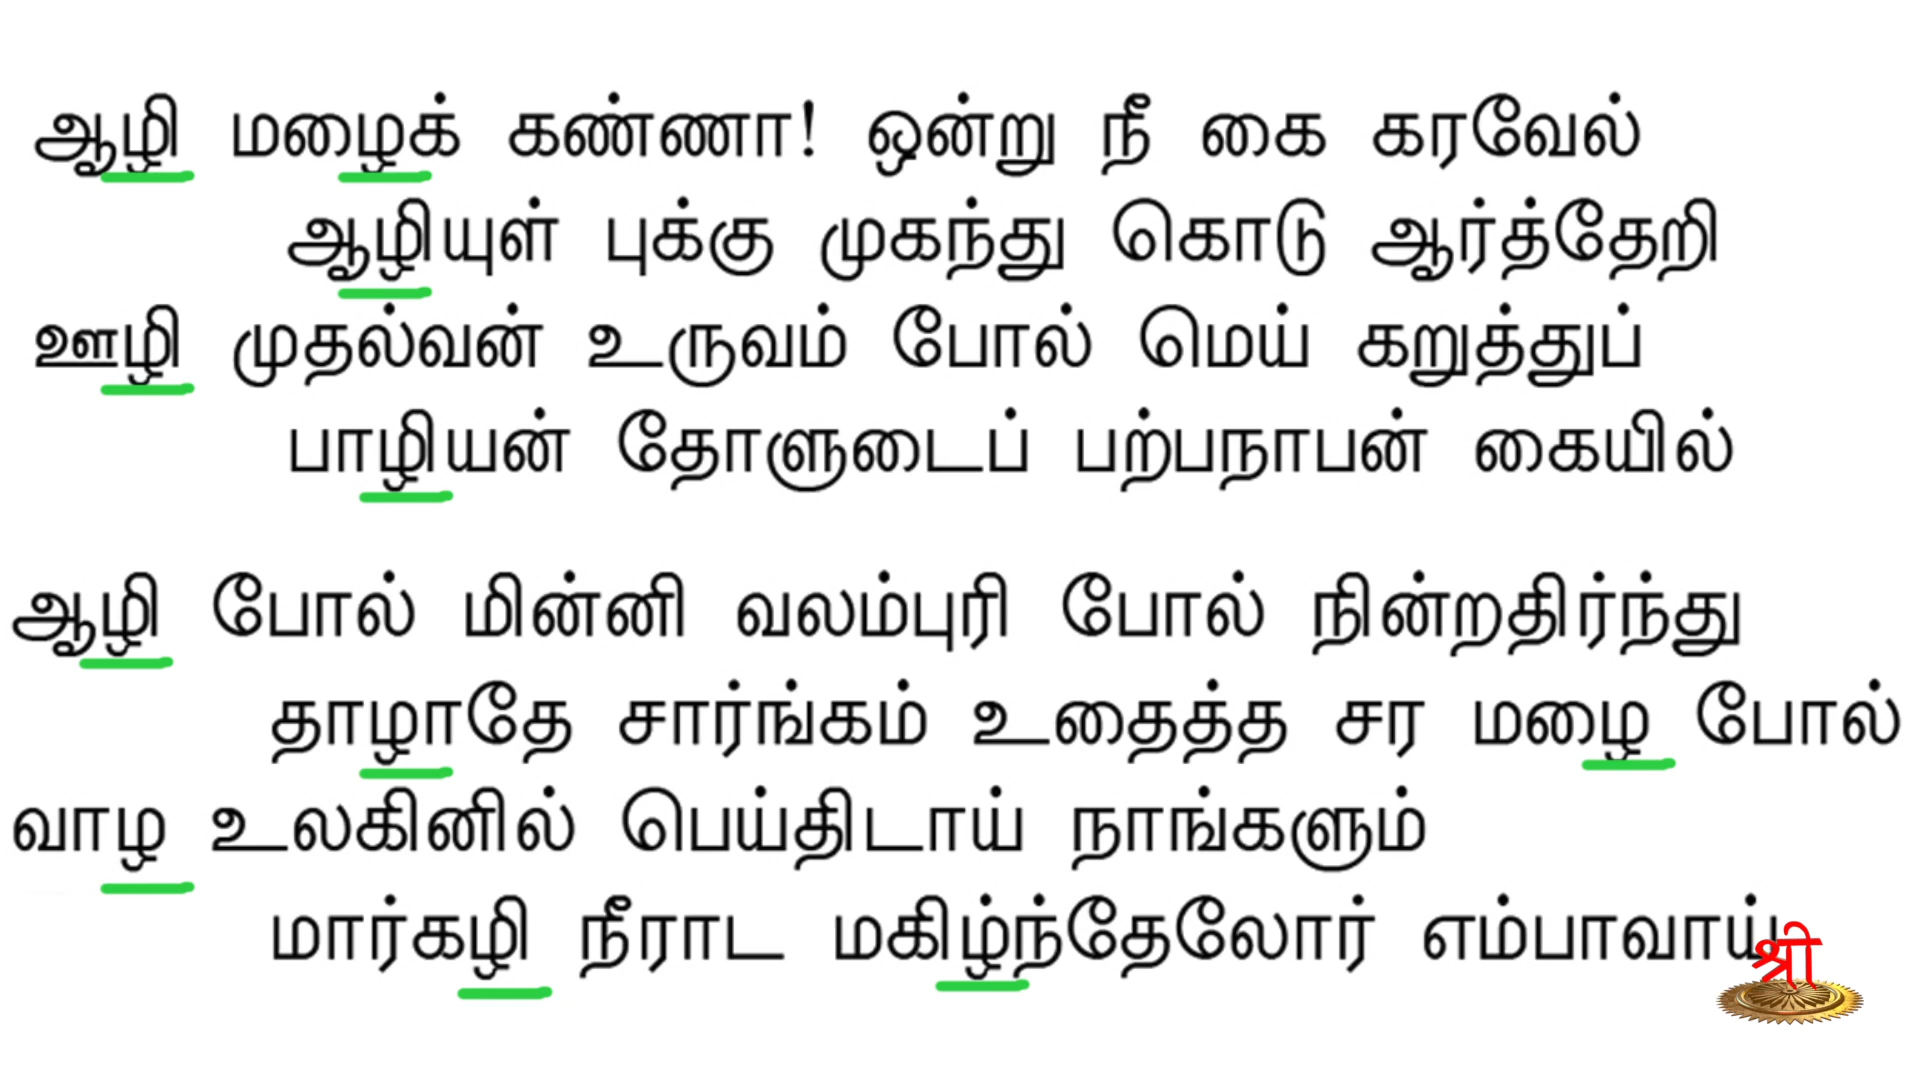 ஆழி மழைக் கண்ணா! ஒன்று நீ கை கரவேல்
ஆழியுள் புக்கு முகந்து கொடு ஆர்த்தேறி
ஊழி முதல்வன் உருவம் போல் மெய் கறுத்துப்
பாழியன் தோளுடைப் பற்பநாபன் கையில்
ஆழி போல் மின்னி வலம்புரி போல் நின்றதிர்ந்து
தாழாதே சார்ங்கம் உதைத்த சர மழை போல்
வாழ உலகினில் பெய்திடாய் நாங்களும்
மார்கழி நீராட மகிழ்ந்தேலோர் எம்பாவாய்
श्री